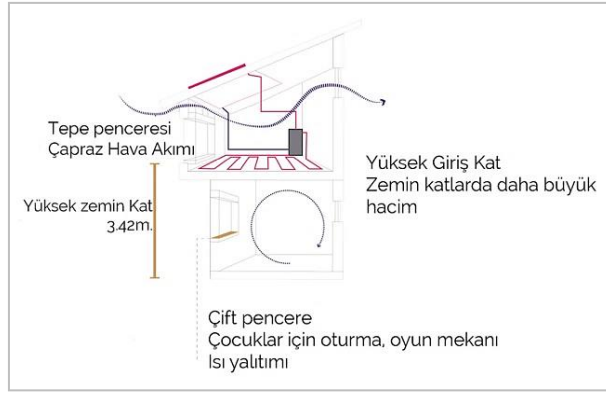 Tepe penceresi
Çapraz Hava Akımı
Yüksek zemin Kat
3.42m.
Yüksek Giriş Kat
Zemin katlarda daha büyük
hacim
Çift pencere
Çocuklar için oturma, oyun mekanı
Isı yalıtımı